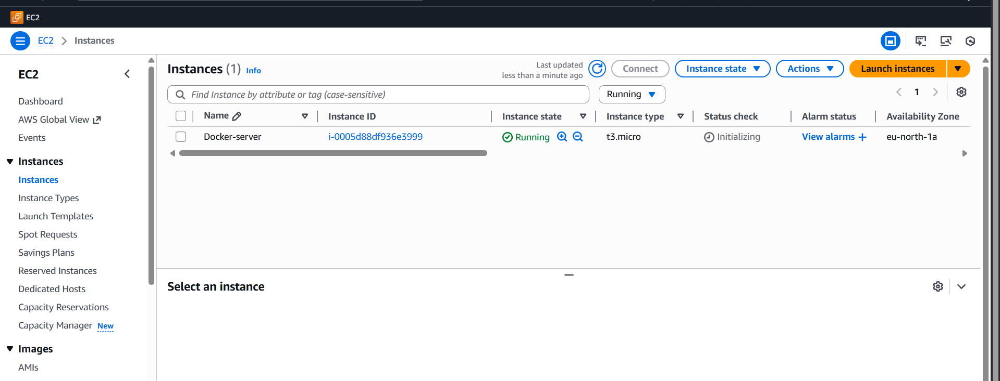 EC2
EC2 Instances
EC2
Dashboard
AWS Global View
Events
Instances
Instances
Instance Types
Launch Templates
Spot Requests
Savings Plans
Reserved Instances
Dedicated Hosts
Capacity Reservations
Capacity Manager New
Images
AMIs
Instances (1) Info
Last updated
less than a minute ago
Connect Instance state Actions Launch instances
Find Instance by attribute or tag (case-sensitive) Running 1
Name Instance ID Instance state Instance type Status check Alarm status Availability Zone
Docker-server i-0005d88df936e3999 Running t3.micro Initializing View alarms + eu-north-1a
Select an instance